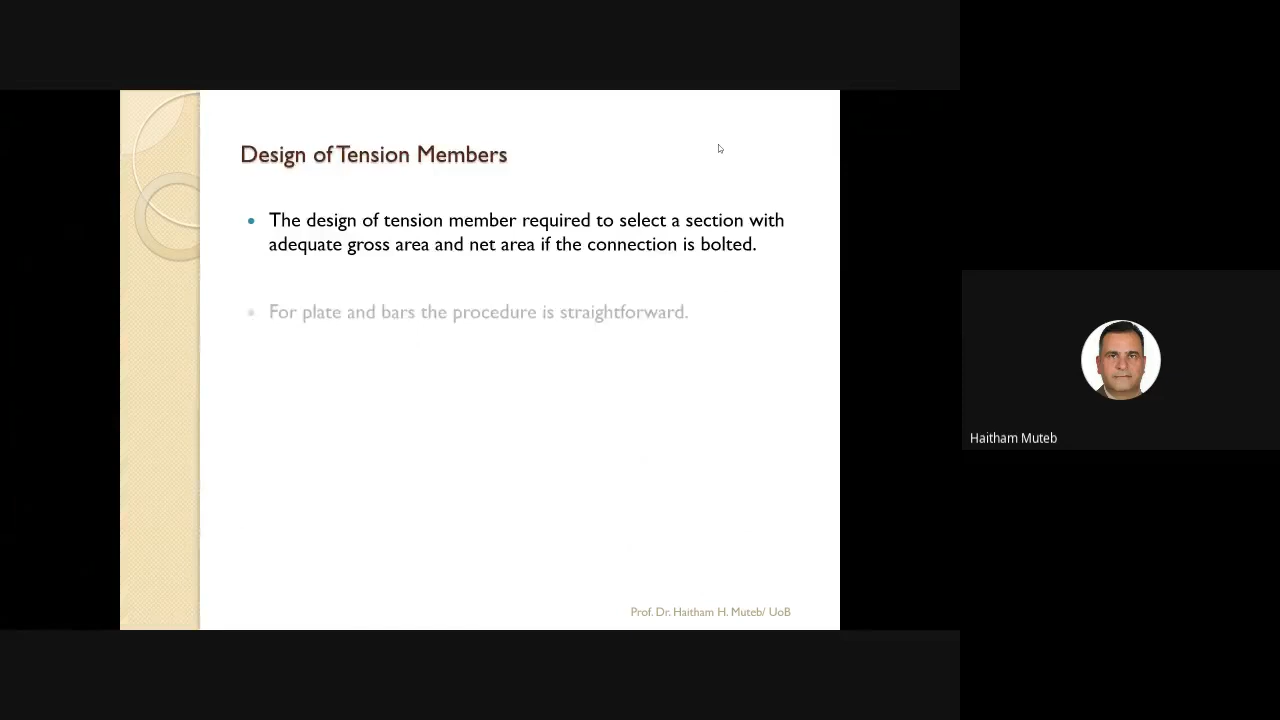 Design of Tension Members
• The design of tension member required to select a section with
adequate gross area and net area if the connection is bolted.
• For plate and bars the procedure is straightforward.
Prof. Dr. Haitham H. Muteb/ UoB
Haitham Muteb